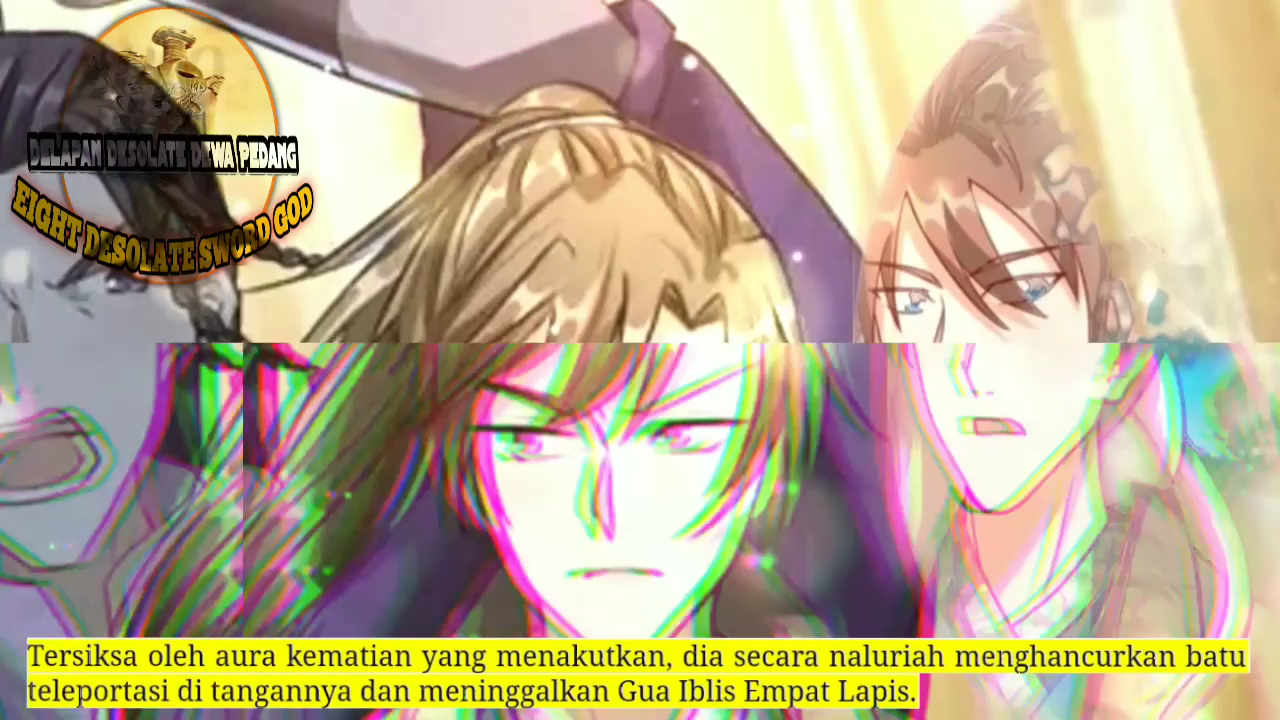 DELAPAN DESOLATE DEWA PEDANG
EIGHT DESOLATE SWORD GOD
Tersiksa oleh aura kematian yang menakutkan, dia secara naluriah menghancurkan batu
teleportasi di tangannya dan meninggalkan Gua Iblis Empat Lapis.